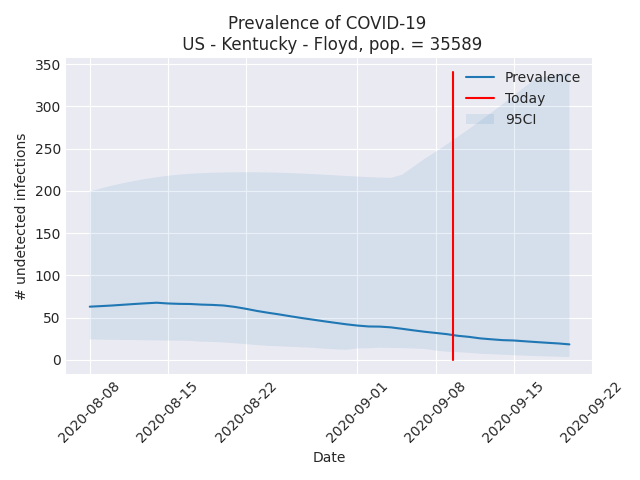 Prevalence of COVID-19
US - Kentucky - Floyd, pop. = 35589
# undetected infections
350
300
250
200
150
100
50
0
Prevalence
Today
95CI
2020-08-08
2020-08-15
2020-08-22
2020-09-01
2020-09-08
2020-09-15
2020-09-22
Date